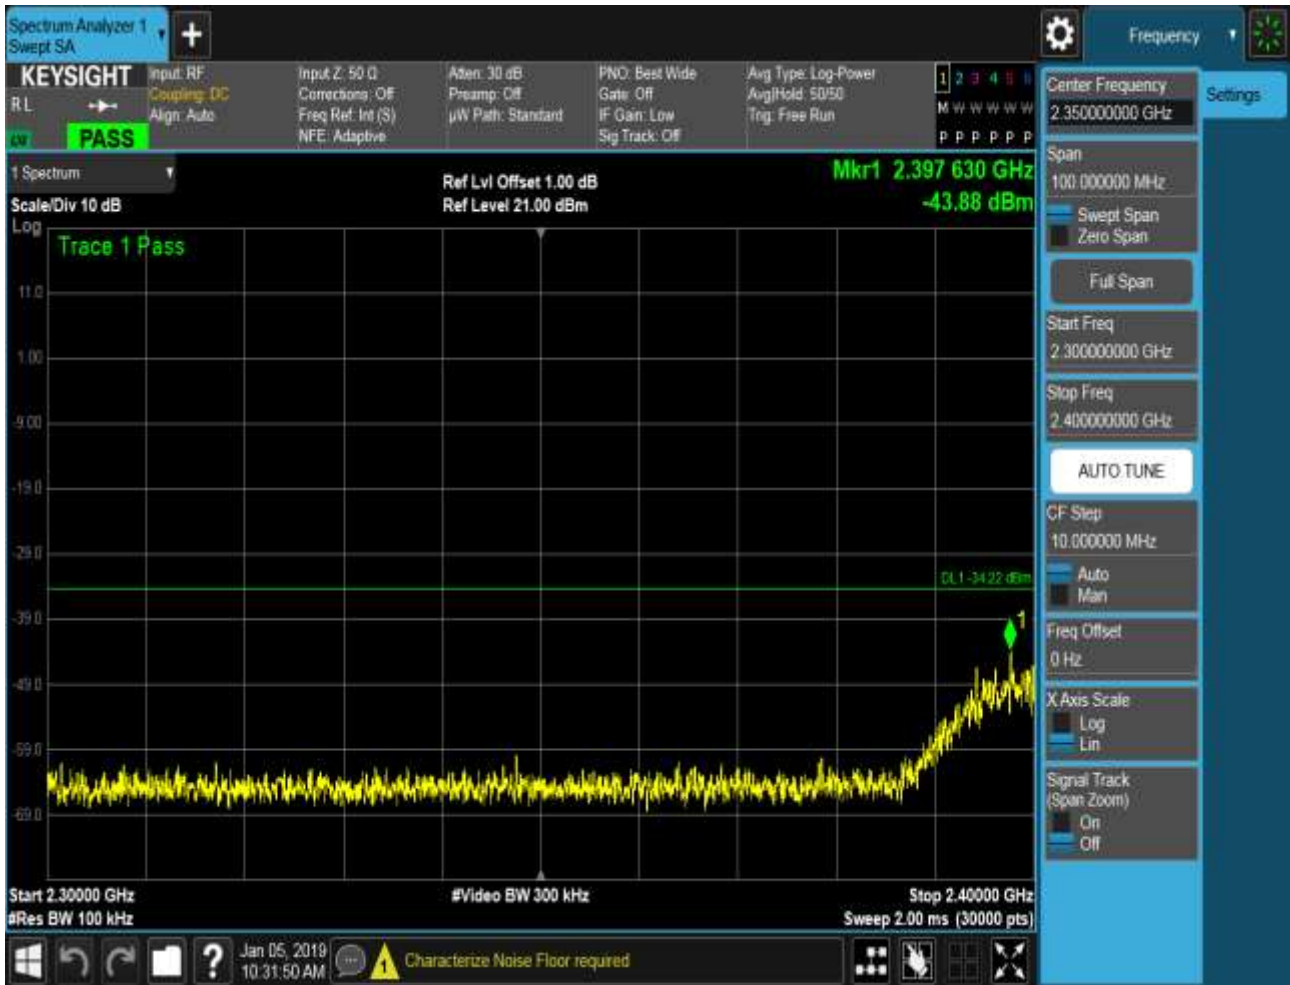 Spectrum Analyzer 1
Swept SA
Frequency
KEYSIGHT
RL
PASS
Input: RF
Coupling: DC
Align: Auto
Input Z: 50 Ω
Corrections: Off
Freq Ref: Int (S)
NFE: Adaptive
Atten: 30 dB
Preamp: Off
µW Path: Standard
PNO: Best Wide
Gate: Off
IF Gain: Low
Sig Track: Off
Avg Type: Log-Power
Avg|Hold: 50/50
Trig: Free Run
1 2 3 4 5 6
M W W W W W
P P P P P P
1 Spectrum
Scale/Div 10 dB
Ref Lvl Offset 1.00 dB
Ref Level 21.00 dBm
Mkr1 2.397 630 GHz
-43.88 dBm
Log
Trace 1 Pass
11.0
1.00
-9.00
-19.0
-29.0
DL1 -34.22 dBm
-39.0
1
-49.0
-59.0
-69.0
Start 2.30000 GHz
#Video BW 300 kHz
Stop 2.40000 GHz
#Res BW 100 kHz
Sweep 2.00 ms (30000 pts)
Jan 05, 2019
10:31:50 AM
?
1
Characterize Noise Floor required
Center Frequency
2.350000000 GHz
Settings
Span
100.000000 MHz
Swept Span
Zero Span
Full Span
Start Freq
2.300000000 GHz
Stop Freq
2.400000000 GHz
AUTO TUNE
CF Step
10.000000 MHz
Auto
Man
Freq Offset
0 Hz
X Axis Scale
Log
Lin
Signal Track
(Span Zoom)
On
Off